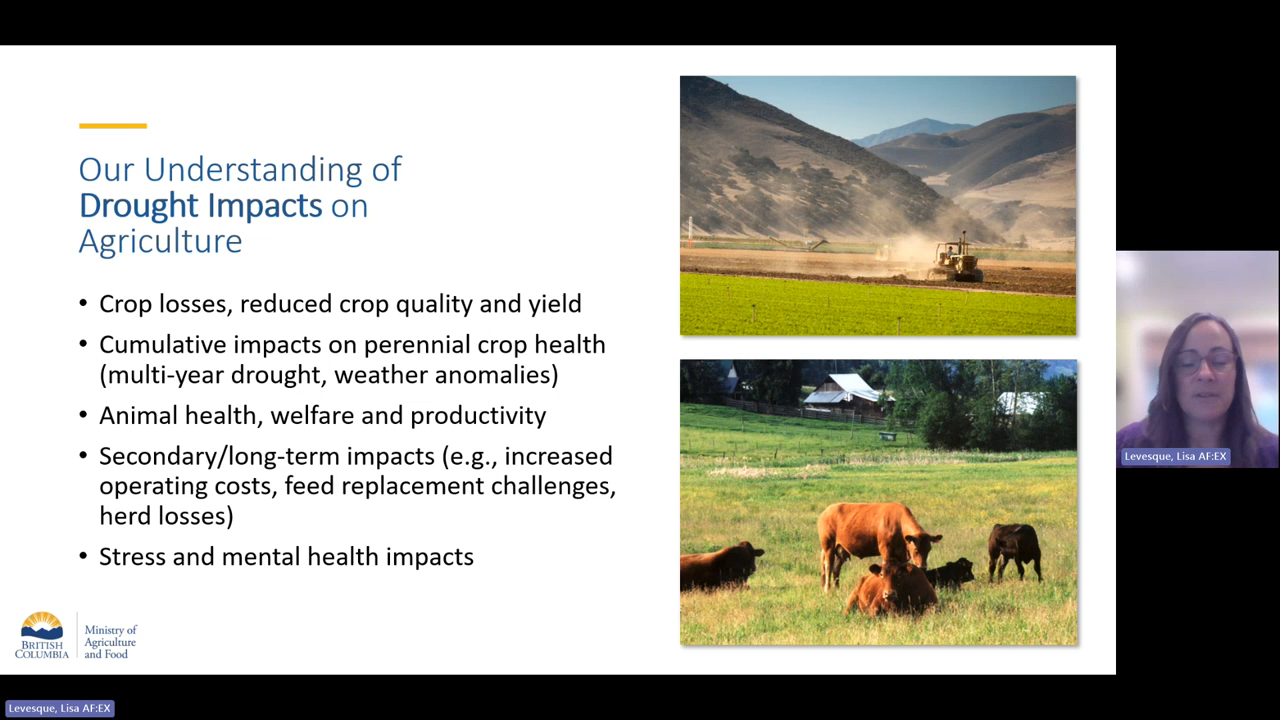 Our Understanding of
Drought Impacts on
Agriculture
• Crop losses, reduced crop quality and yield
• Cumulative impacts on perennial crop health
(multi-year drought, weather anomalies)
• Animal health, welfare and productivity
• Secondary/long-term impacts (e.g., increased
operating costs, feed replacement challenges,
herd losses)
• Stress and mental health impacts
BRITISH
COLUMBIA
Ministry of
Agriculture
and Food
Levesque, Lisa AF:EX
Levesque, Lisa AF:EX